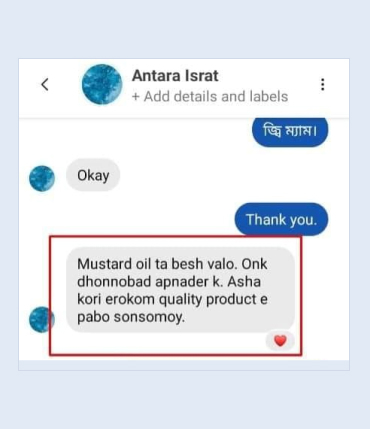 Antara Israt
+ Add details and labels
জ্বি ম্যাম।
Okay
Thank you.
Mustard oil ta besh valo. Onk
dhonnobad apnader k. Asha
kori erokom quality product e
pabo sonsomoy.